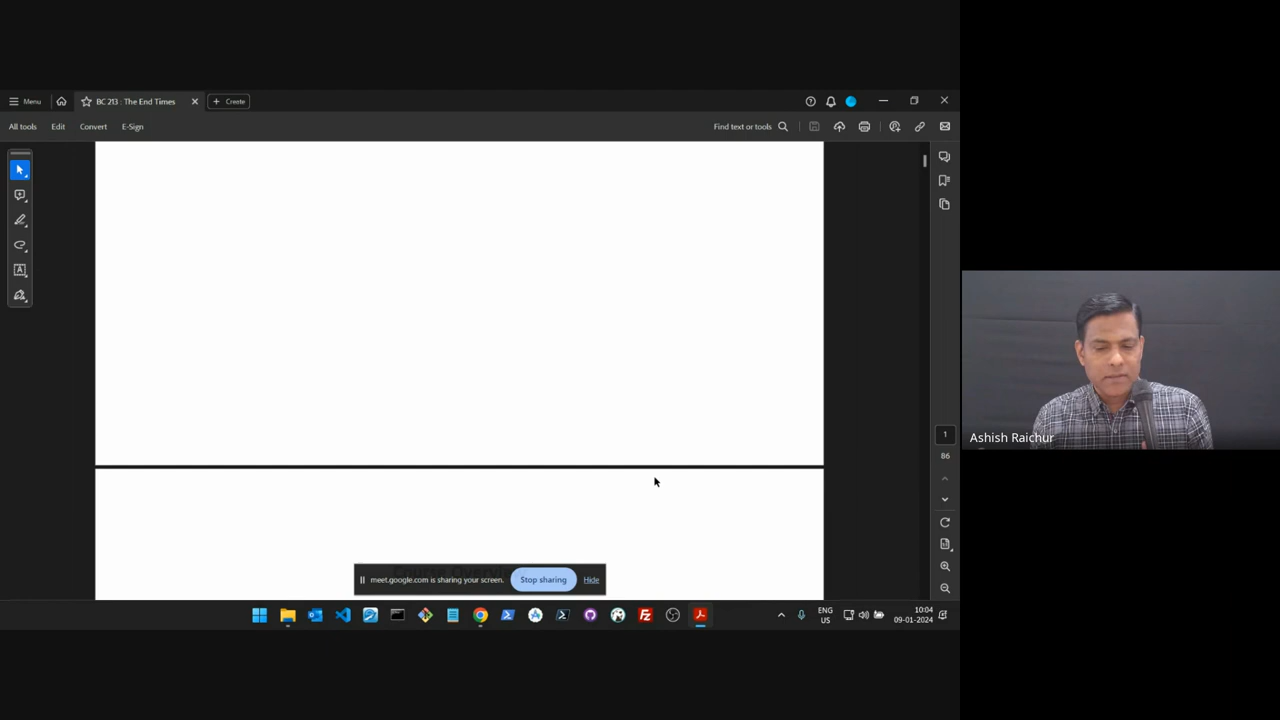 Menu
BC 213 : The End Times
Create
All tools
Edit
Convert
E-Sign
Find text or tools
1
86
meet.google.com is sharing your screen.
Stop sharing
Hide
ENG
US
10:04
09-01-2024
Ashish Raichur